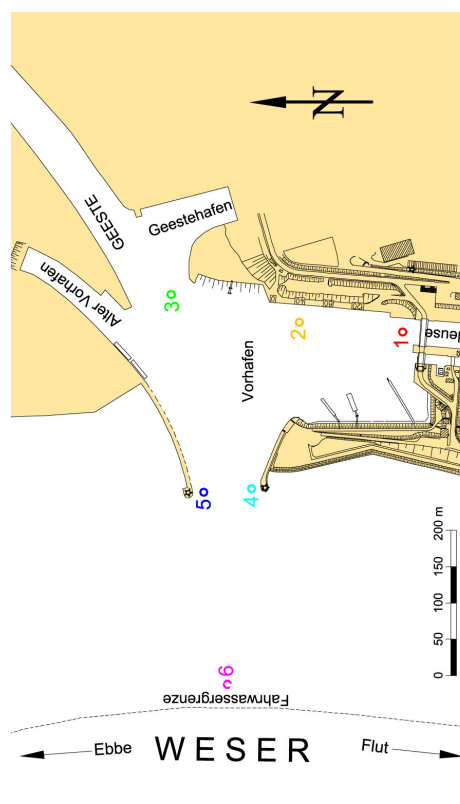 N
GEESTE
Geestehafen
Alter Vorhafen
3
2
1
Vorhafen
5
4
6
Fahrwassergrenze
0 50 100 150 200 m
Ebbe
WESER
Flut